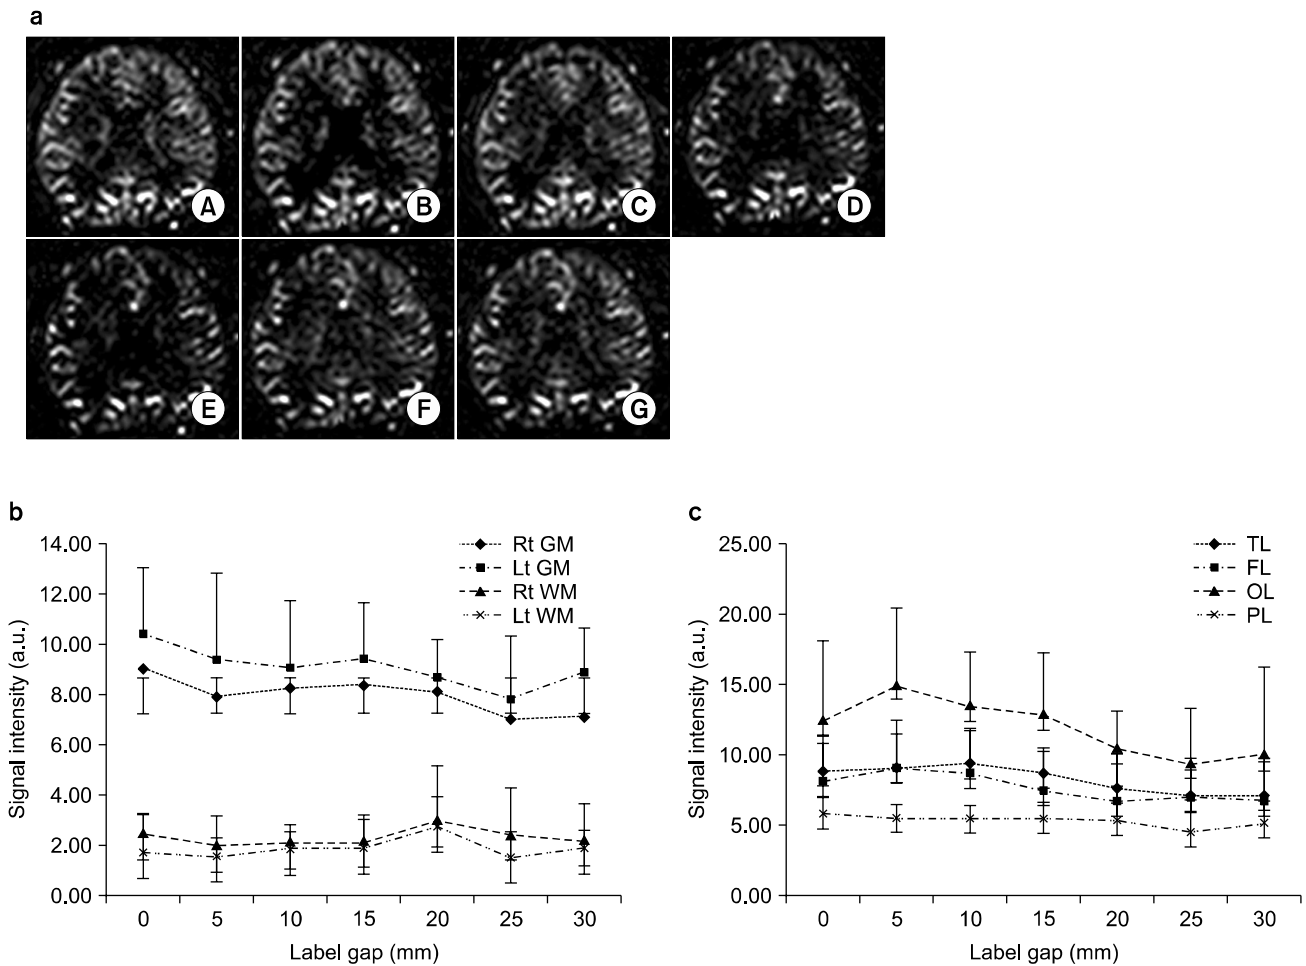 a
A
B
C
D
E
F
G
b
Signal intensity (a.u.)
14.00
12.00
10.00
8.00
6.00
4.00
2.00
0.00
0 5 10 15 20 25 30
Label gap (mm)
Rt GM
Lt GM
Rt WM
Lt WM
c
Signal intensity (a.u.)
25.00
20.00
15.00
10.00
5.00
0.00
0 5 10 15 20 25 30
Label gap (mm)
TL
FL
OL
PL